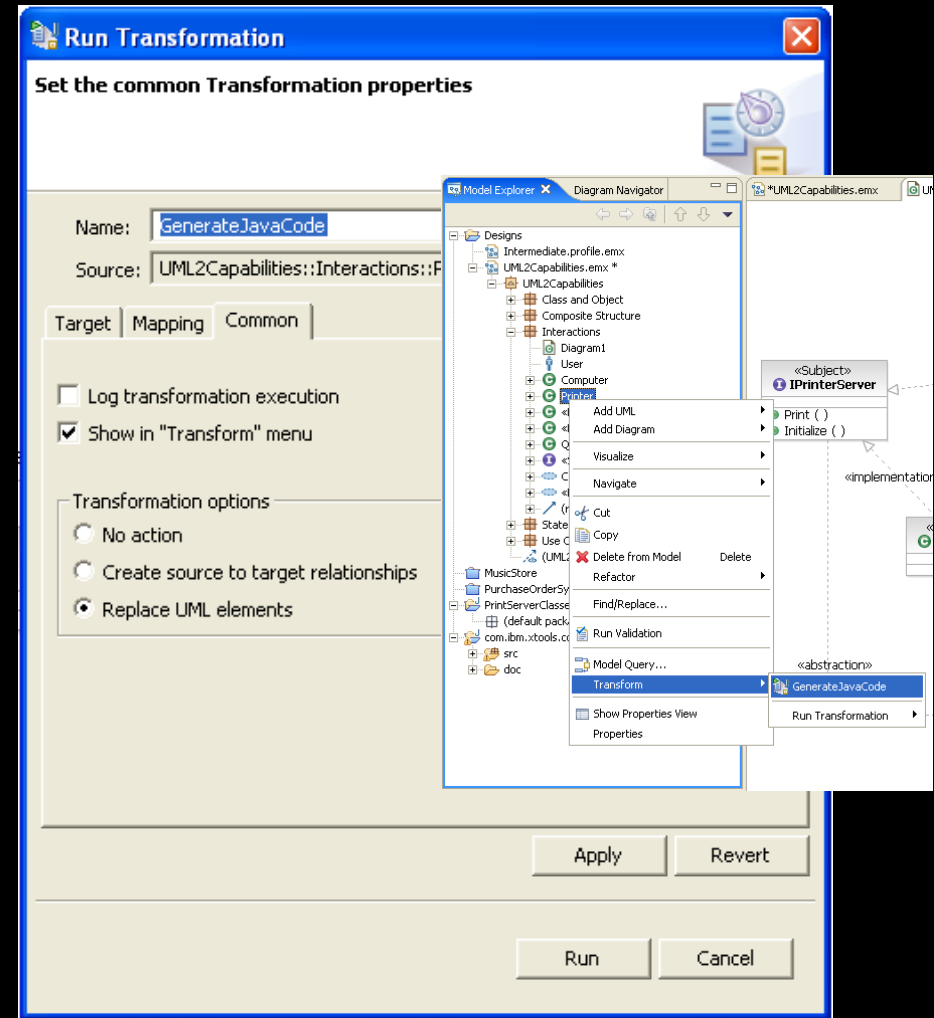 Run Transformation
Set the common Transformation properties
Name: GenerateJavaCode
Source: UML2Capabilities::Interactions::
Target Mapping Common
Log transformation execution
Show in "Transform" menu
Transformation options
No action
Create source to target relationships
Replace UML elements
Apply Revert
Run Cancel
Model Explorer Diagram Navigator
Designs
Intermediate.profile.emx
UML2Capabilities.emx *
UML2Capabilities
Class and Object
Composite Structure
Interactions
Diagram1
User
Computer
Printer
«
«
Q
«
C
«
(
State
Use C
(UML2
MusicStore
PurchaseOrderSy
PrintServerClasse
(default pack
com.ibm.xtools.co
src
doc
Add UML
Add Diagram
Visualize
Navigate
Cut
Copy
Delete from Model Delete
Refactor
Find/Replace...
Run Validation
Model Query...
Transform
Show Properties View
Properties
GenerateJavaCode
Run Transformation
*UML2Capabilities.emx
«Subject»
IPrinterServer
Print ( )
Initialize ( )
«implementation
«
«abstraction»